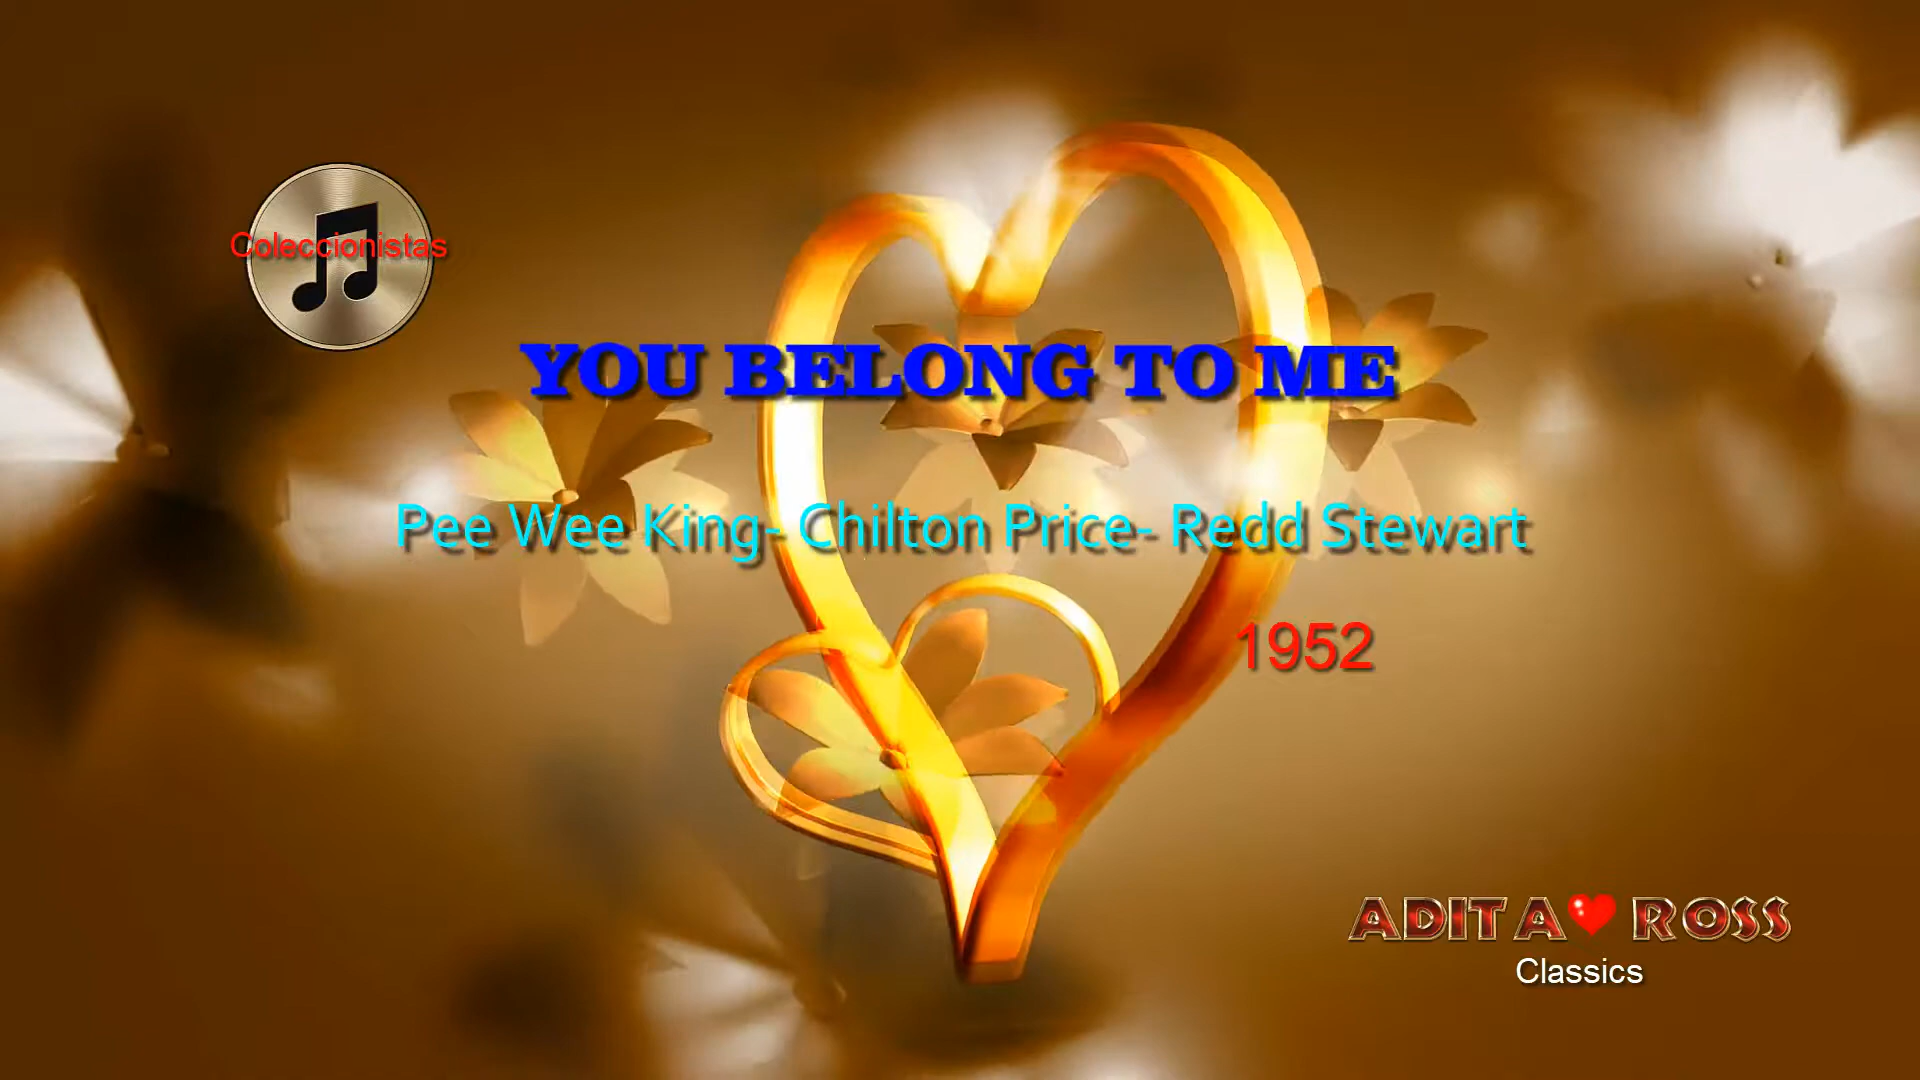 Coleccionistas
YOU BELONG TO ME
Pee Wee King- Chilton Price- Redd Stewart
1952
ADITA ROSS
Classics